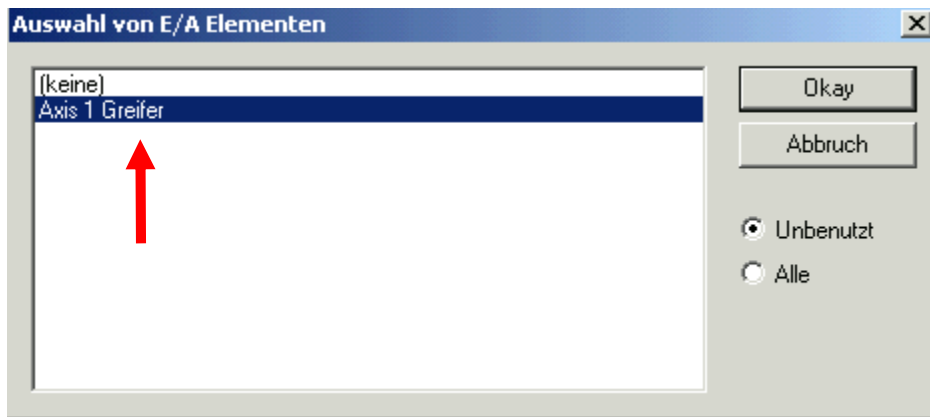 Auswahl von E/A Elementen
(keine)
Axis 1 Greifer
Okay
Abbruch
Unbenutzt
Alle